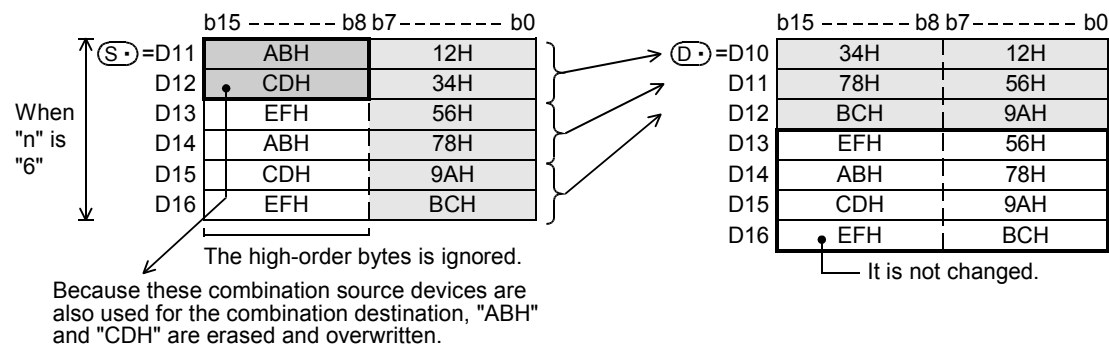 b15 ------ b8 b7------ b0 b15 ------ b8 b7------ b0
S· =D11 ABH 12H D· =D10 34H 12H
D12 CDH 34H D11 78H 56H
When D13 EFH 56H D12 BCH 9AH
"n" is D14 ABH 78H D13 EFH 56H
"6" D15 CDH 9AH D14 ABH 78H
D16 EFH BCH D15 CDH 9AH
D16 EFH BCH
The high-order bytes is ignored.
It is not changed.
Because these combination source devices are
also used for the combination destination, "ABH"
and "CDH" are erased and overwritten.